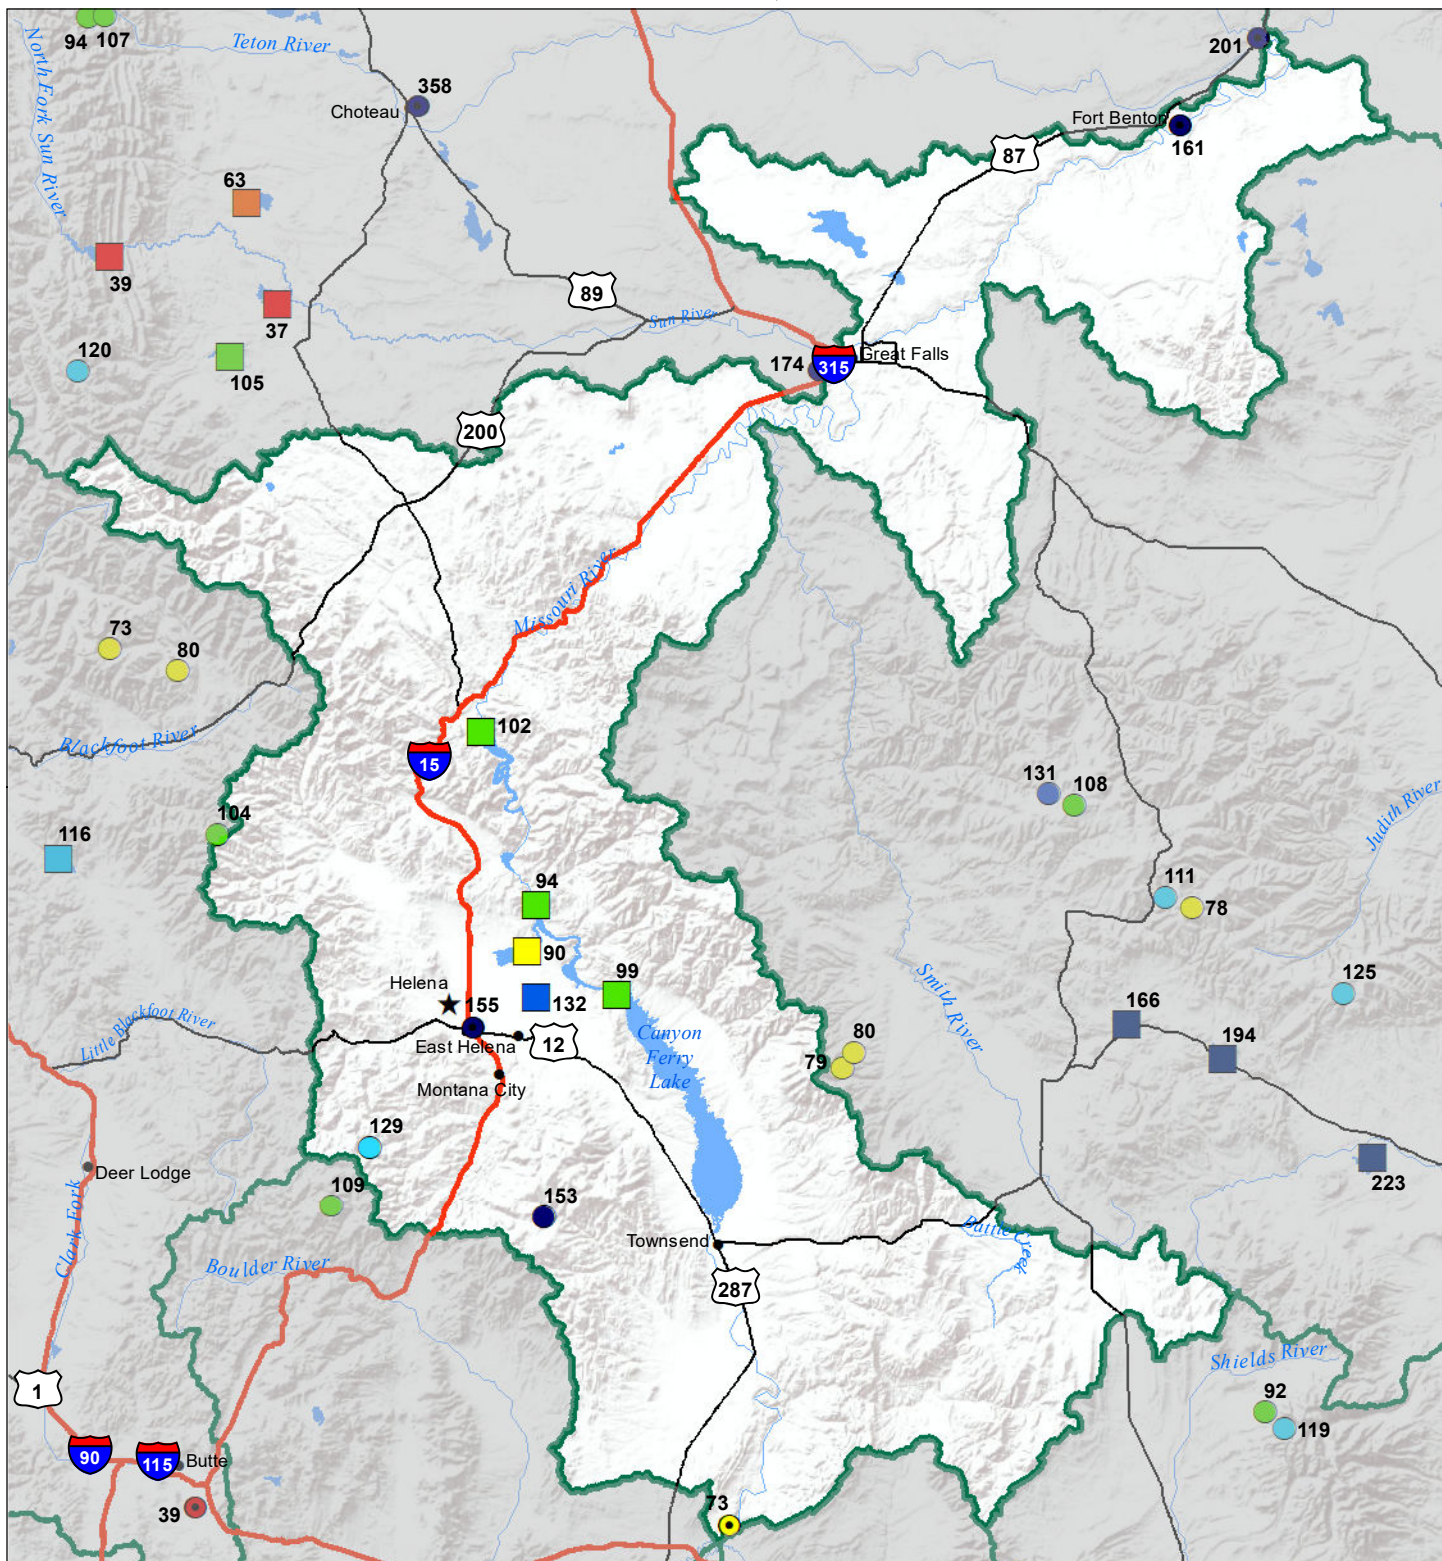 94
107
North Fork Sun River
Teton River
358
Choteau
201
Fort Benton
161
87
63
39
37
89
Sun River
120
105
174
315
Great Falls
200
Missouri River
73
80
Blackfoot River
102
15
131
108
Judith River
104
116
94
111
78
90
99
Helena
155
132
125
Smith River
166
Little Blackfoot River
East Helena
12
Canyon
Ferry
Lake
80
79
194
Montana City
129
Deer Lodge
223
109
153
Clark Fork
Townsend
Battle Creek
Boulder River
287
Shields River
1
92
119
90
115
Butte
39
73